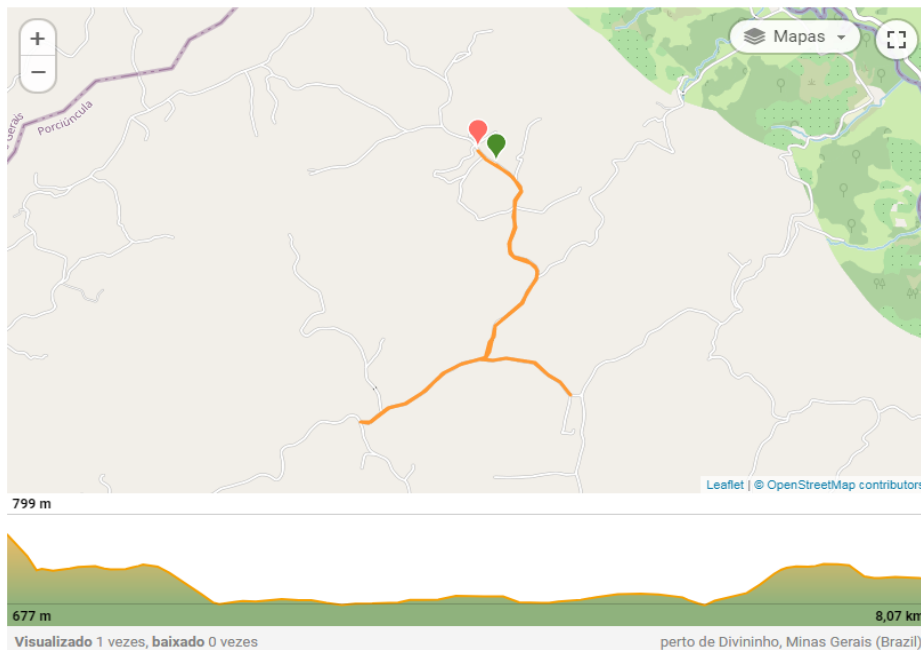 +
Mapas
−
Gerais
Porciúncula
Leaflet | © OpenStreetMap contributors
799 m
677 m
8,07 km
Visualizado 1 vezes, baixado 0 vezes
perto de Divininho, Minas Gerais (Brazil)